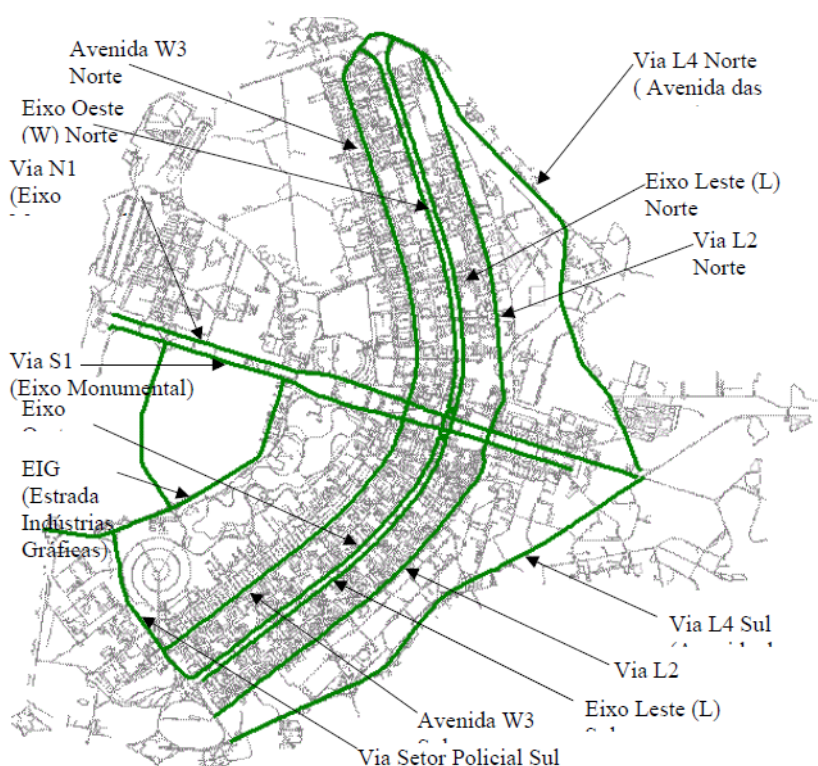 Avenida W3
Norte
Eixo Oeste
(W) Norte
Via N1
(Eixo
Via S1
(Eixo Monumental)
Eixo
EIG
(Estrada
Indústrias
Gráficas)
Via L4 Norte
( Avenida das
Eixo Leste (L)
Norte
Via L2
Norte
Via L4 Sul
Via L2
Eixo Leste (L)
Avenida W3
Via Setor Policial Sul